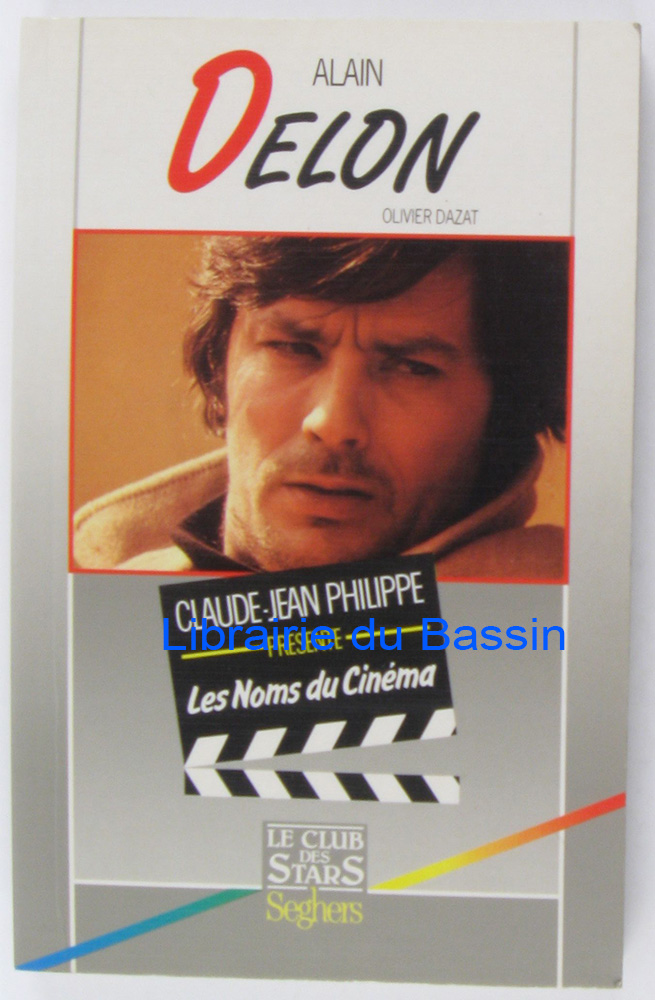 ALAIN
DELON
OLIVIER DAZAT
CLAUDE-JEAN PHILIPPE
PRÉSENTE
Librairie du Bassin
Les Noms du Cinéma
LE CLUB
DES
STARS
Seghers